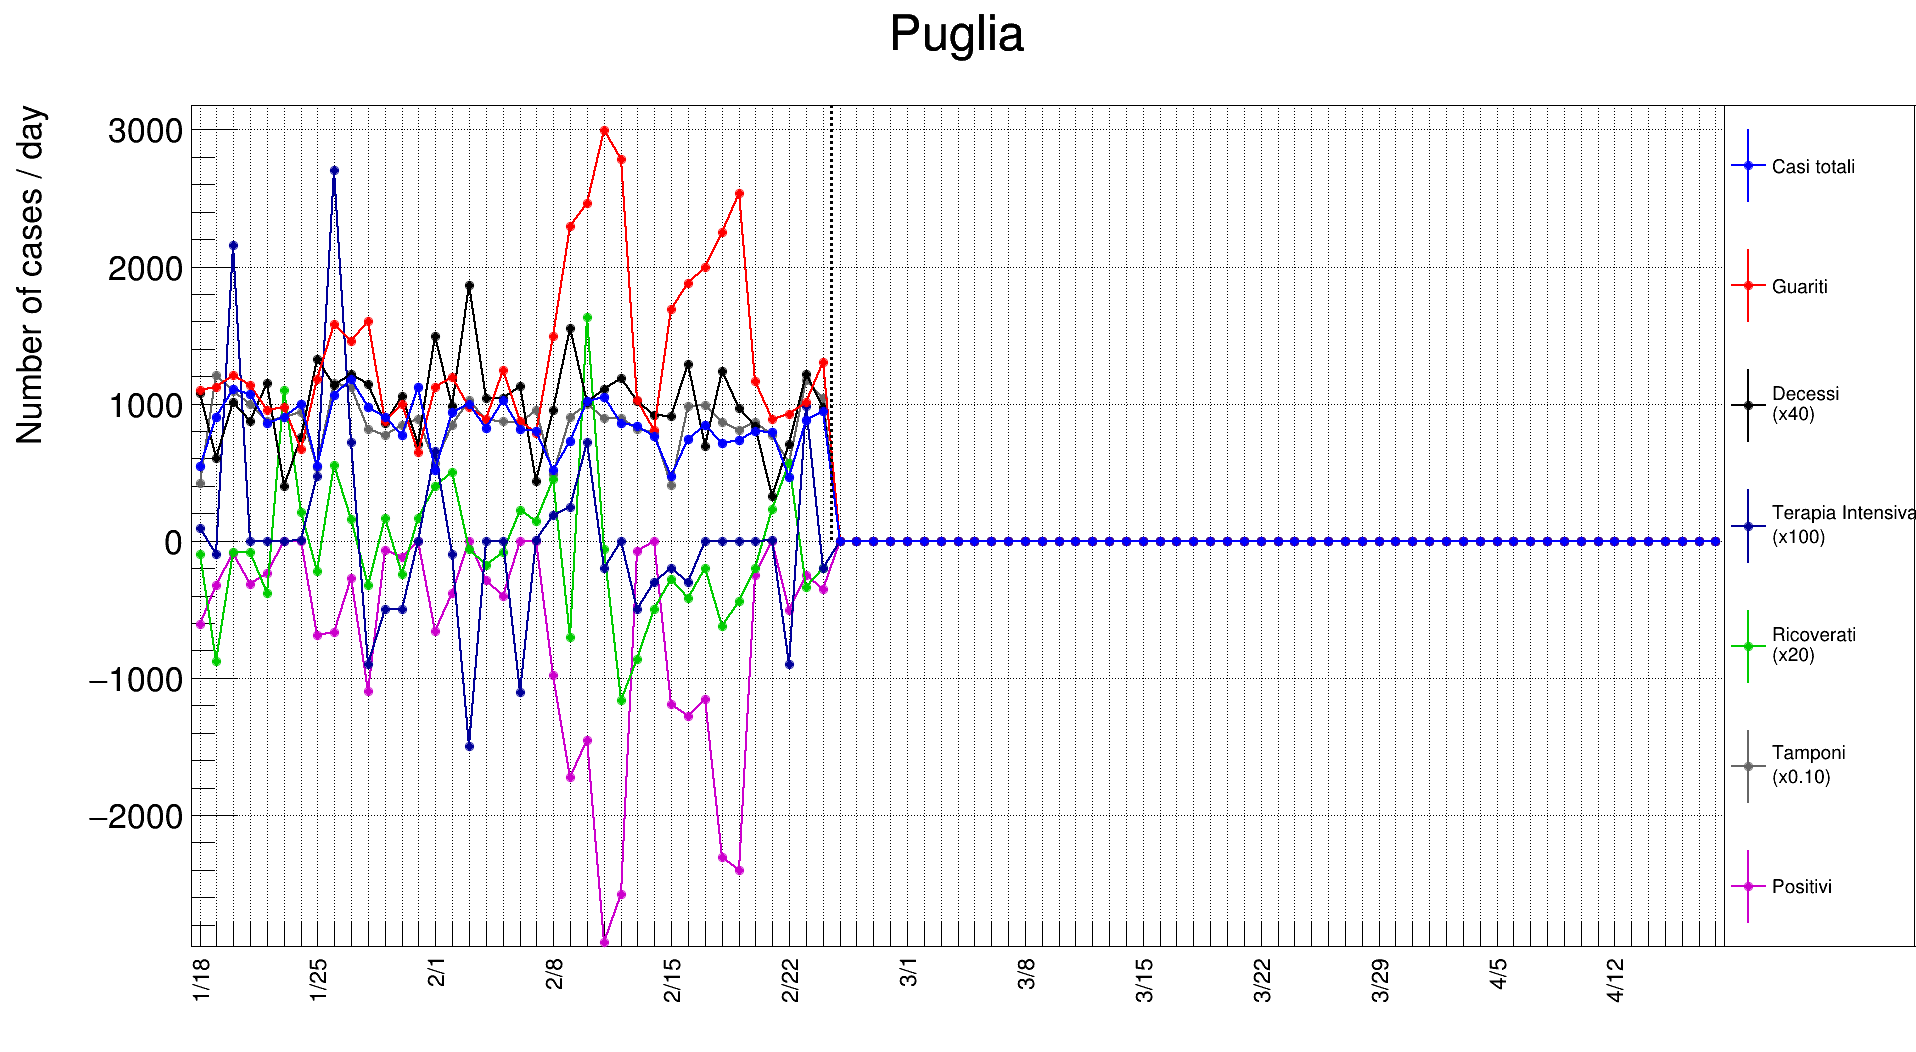 Puglia
Number of cases / day
3000
2000
1000
0
−1000
−2000
1/18
1/25
2/1
2/8
2/15
2/22
3/1
3/8
3/15
3/22
3/29
4/5
4/12
Casi totali
Guariti
Decessi
(x40)
Terapia Intensiva
(x100)
Ricoverati
(x20)
Tamponi
(x0.10)
Positivi